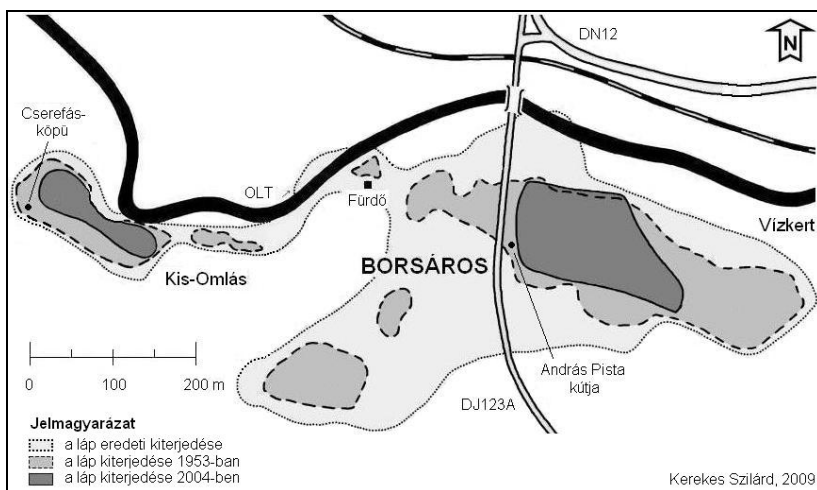 DN12
N
Cserefás-
köpü
OLT
Fürdő
Vízkert
Kis-Omlás
BORSÁROS
András Pista
kútja
DJ123A
0 100 200 m
Jelmagyarázat
a láp eredeti kiterjedése
a láp kiterjedése 1953-ban
a láp kiterjedése 2004-ben
Kerekes Szilárd, 2009